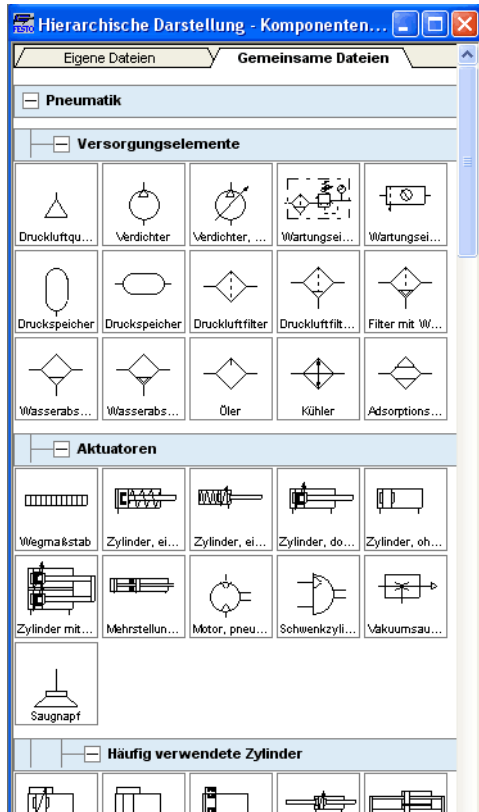 FESTO Hierarchische Darstellung - Komponenten...
Eigene Dateien Gemeinsame Dateien
Pneumatik
Versorgungselemente
Druckluftqu... Verdichter Verdichter, ... Wartungsei... Wartungsei...
Druckspeicher Druckspeicher Druckluftfilter Druckluftfilt... Filter mit W...
Wasserabs... Wasserabs... Öler Kühler Adsorptions...
Aktuatoren
Wegmaßstab Zylinder, ei... Zylinder, ei... Zylinder, do... Zylinder, oh...
Zylinder mit... Mehrstellun... Motor, pneu... Schwenkzyli... Vakuumsau...
Saugnapf
Häufig verwendete Zylinder